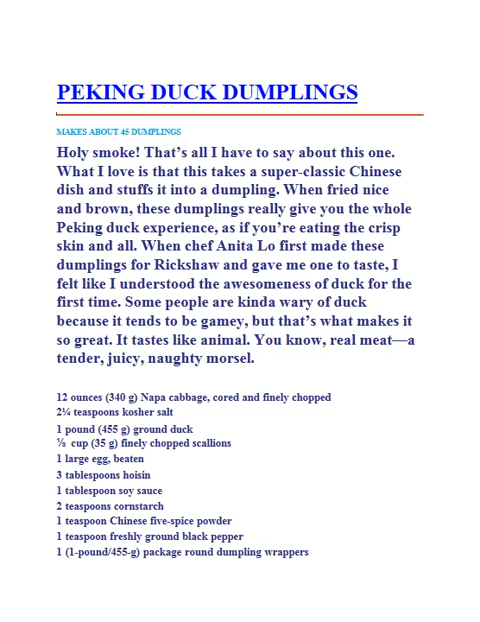 PEKING DUCK DUMPLINGS
MAKES ABOUT 45 DUMPLINGS
Holy smoke! That’s all I have to say about this one.
What I love is that this takes a super-classic Chinese
dish and stuffs it into a dumpling. When fried nice
and brown, these dumplings really give you the whole
Peking duck experience, as if you’re eating the crisp
skin and all. When chef Anita Lo first made these
dumplings for Rickshaw and gave me one to taste, I
felt like I understood the awesomeness of duck for the
first time. Some people are kinda wary of duck
because it tends to be gamey, but that’s what makes it
so great. It tastes like animal. You know, real meat—a
tender, juicy, naughty morsel.
12 ounces (340 g) Napa cabbage, cored and finely chopped
2¼ teaspoons kosher salt
1 pound (455 g) ground duck
⅝ cup (35 g) finely chopped scallions
1 large egg, beaten
3 tablespoons hoisin
1 tablespoon soy sauce
2 teaspoons cornstarch
1 teaspoon Chinese five-spice powder
1 teaspoon freshly ground black pepper
1 (1-pound/455-g) package round dumpling wrappers